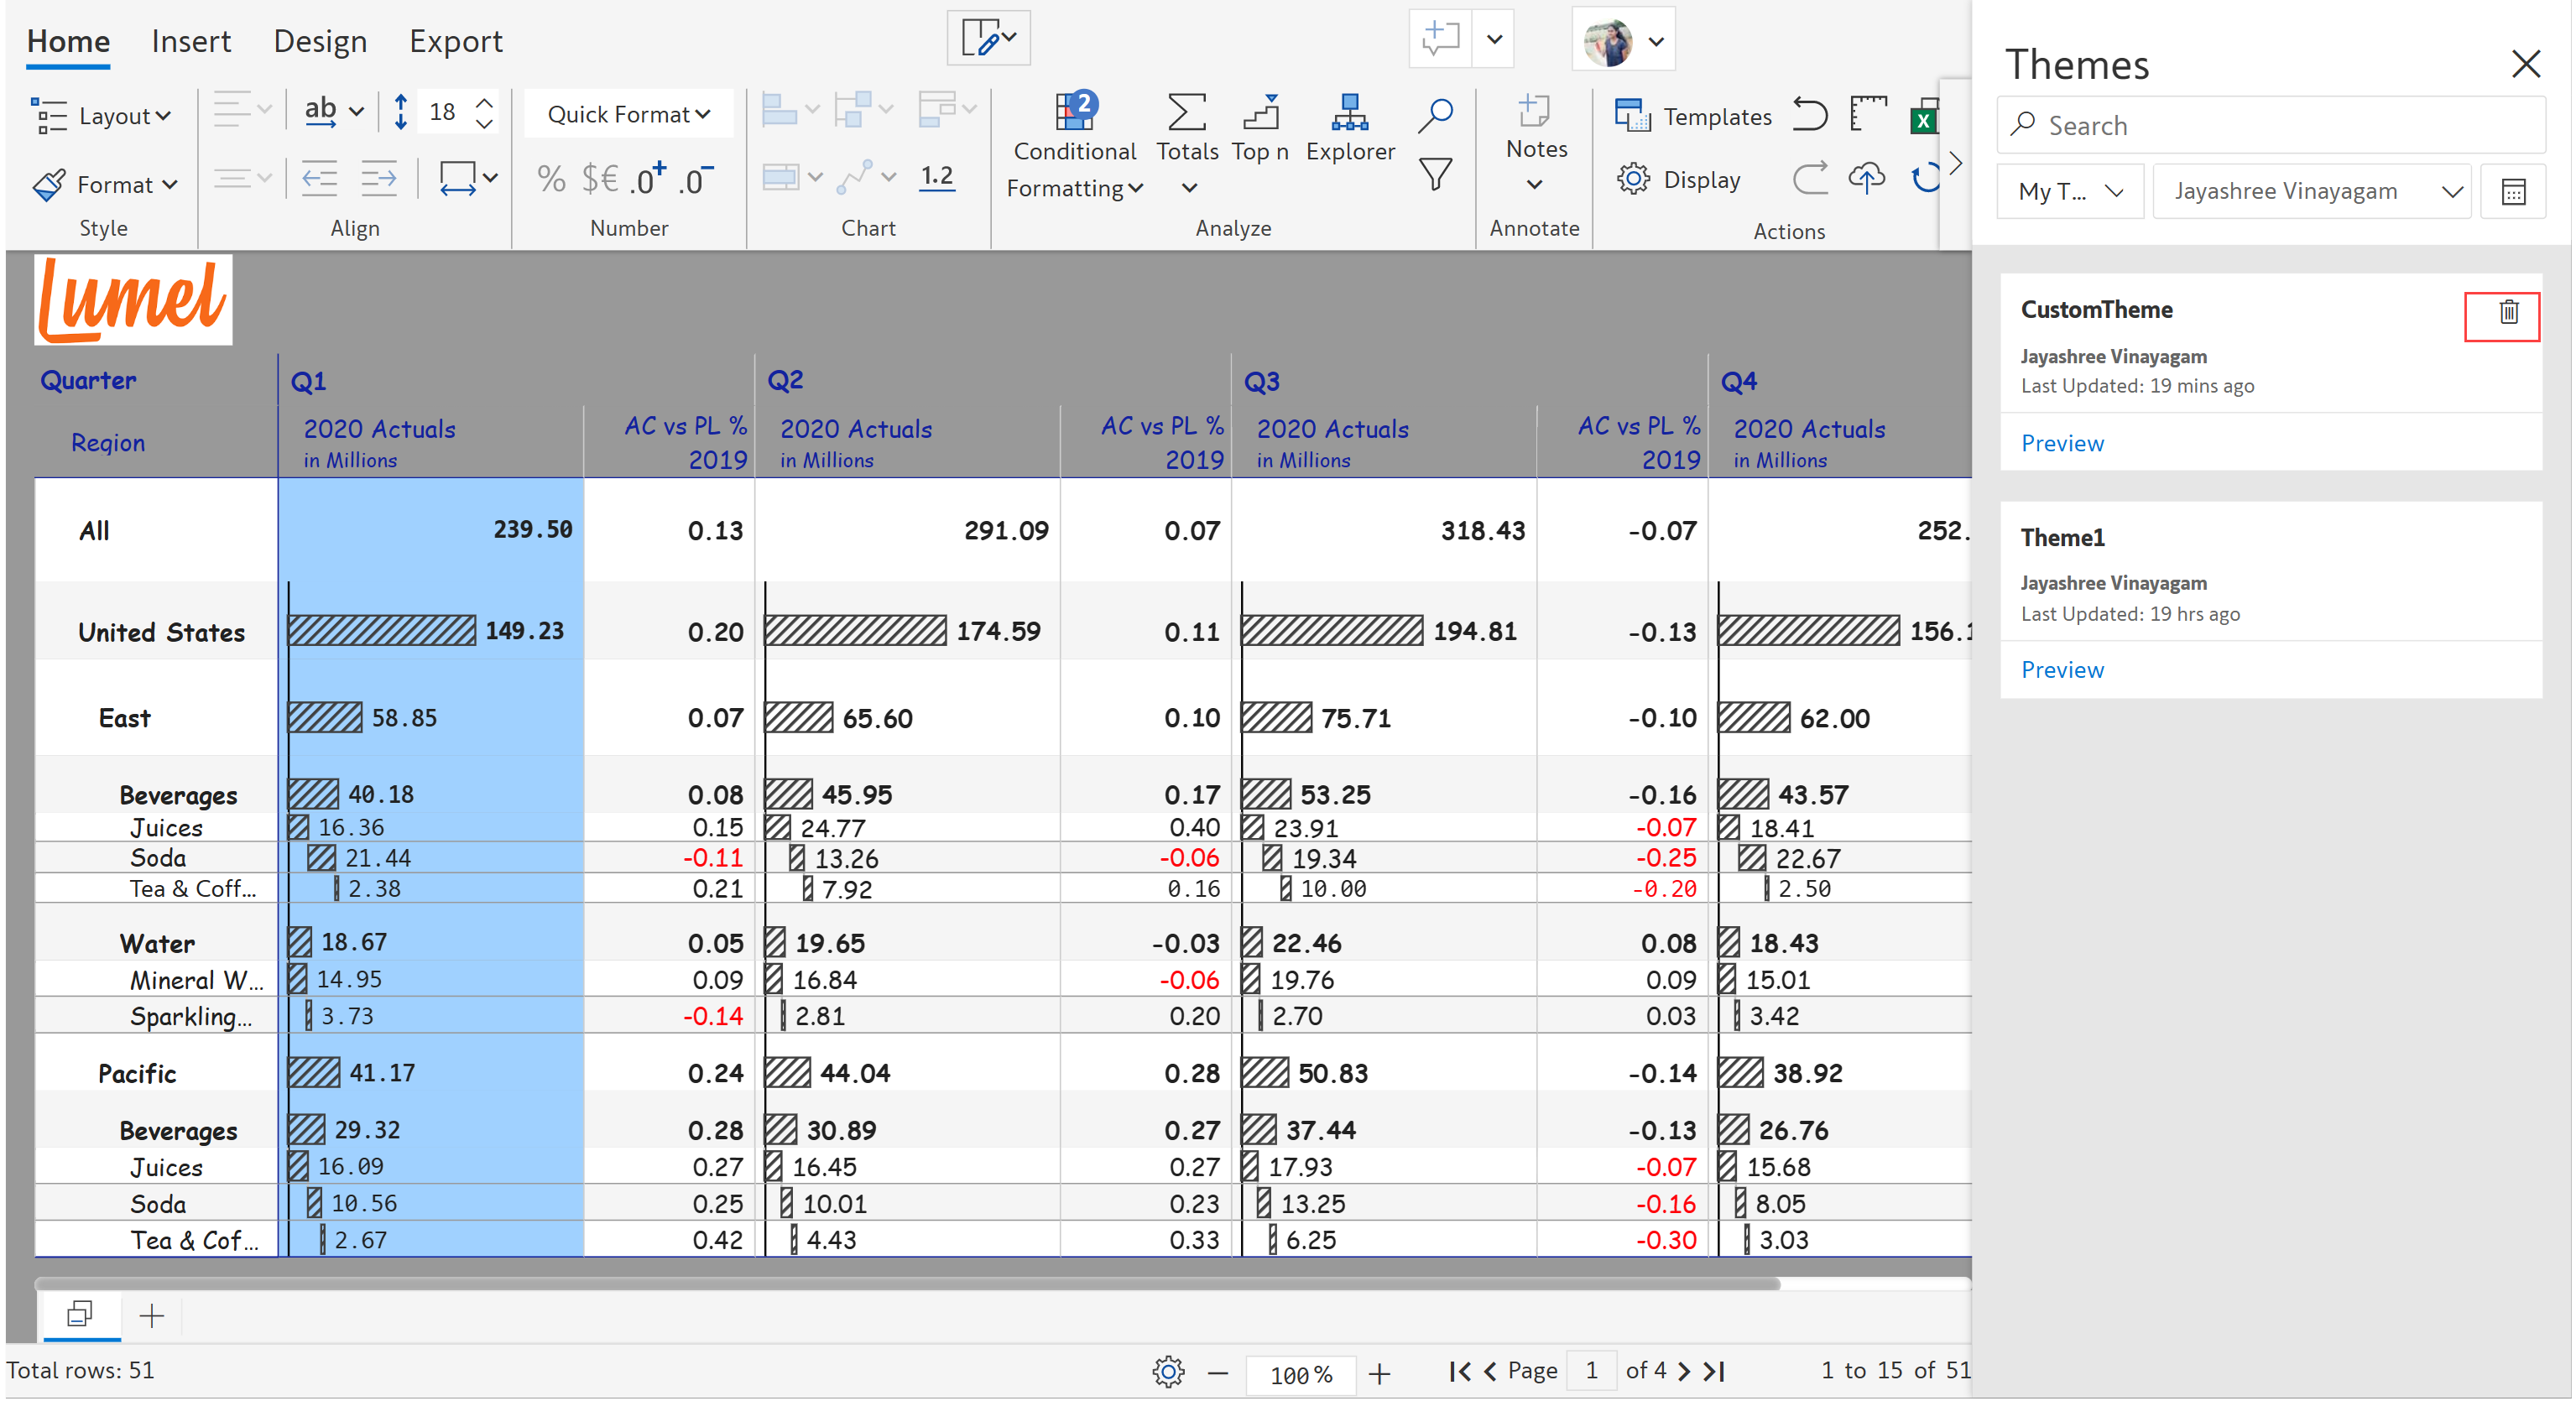 Home Insert Design Export
Layout ab 18 Quick Format 2 Templates X
Conditional Formatting Totals Top n Explorer Notes
Format % $€ .0+ .0- 1.2 Display
Style Align Number Chart Analyze Annotate Actions
Lumel
Quarter Q1 Q2 Q3 Q4
Region 2020 Actuals AC vs PL % 2020 Actuals AC vs PL % 2020 Actuals AC vs PL % 2020 Actuals
in Millions 2019 in Millions 2019 in Millions 2019 in Millions
All 239.50 0.13 291.09 0.07 318.43 -0.07 252.
United States 149.23 0.20 174.59 0.11 194.81 -0.13 156.1
East 58.85 0.07 65.60 0.10 75.71 -0.10 62.00
Beverages 40.18 0.08 45.95 0.17 53.25 -0.16 43.57
Juices 16.36 0.15 24.77 0.40 23.91 -0.07 18.41
Soda 21.44 -0.11 13.26 -0.06 19.34 -0.25 22.67
Tea & Coff... 2.38 0.21 7.92 0.16 10.00 -0.20 2.50
Water 18.67 0.05 19.65 -0.03 22.46 0.08 18.43
Mineral W... 14.95 0.09 16.84 -0.06 19.76 0.09 15.01
Sparkling... 3.73 -0.14 2.81 0.20 2.70 0.03 3.42
Pacific 41.17 0.24 44.04 0.28 50.83 -0.14 38.92
Beverages 29.32 0.28 30.89 0.27 37.44 -0.13 26.76
Juices 16.09 0.27 16.45 0.27 17.93 -0.07 15.68
Soda 10.56 0.25 10.01 0.23 13.25 -0.16 8.05
Tea & Cof... 2.67 0.42 4.43 0.33 6.25 -0.30 3.03
Total rows: 51 100 % Page 1 of 4 1 to 15 of 51
Themes
Search
My T... Jayashree Vinayagam
CustomTheme
Jayashree Vinayagam
Last Updated: 19 mins ago
Preview
Theme1
Jayashree Vinayagam
Last Updated: 19 hrs ago
Preview